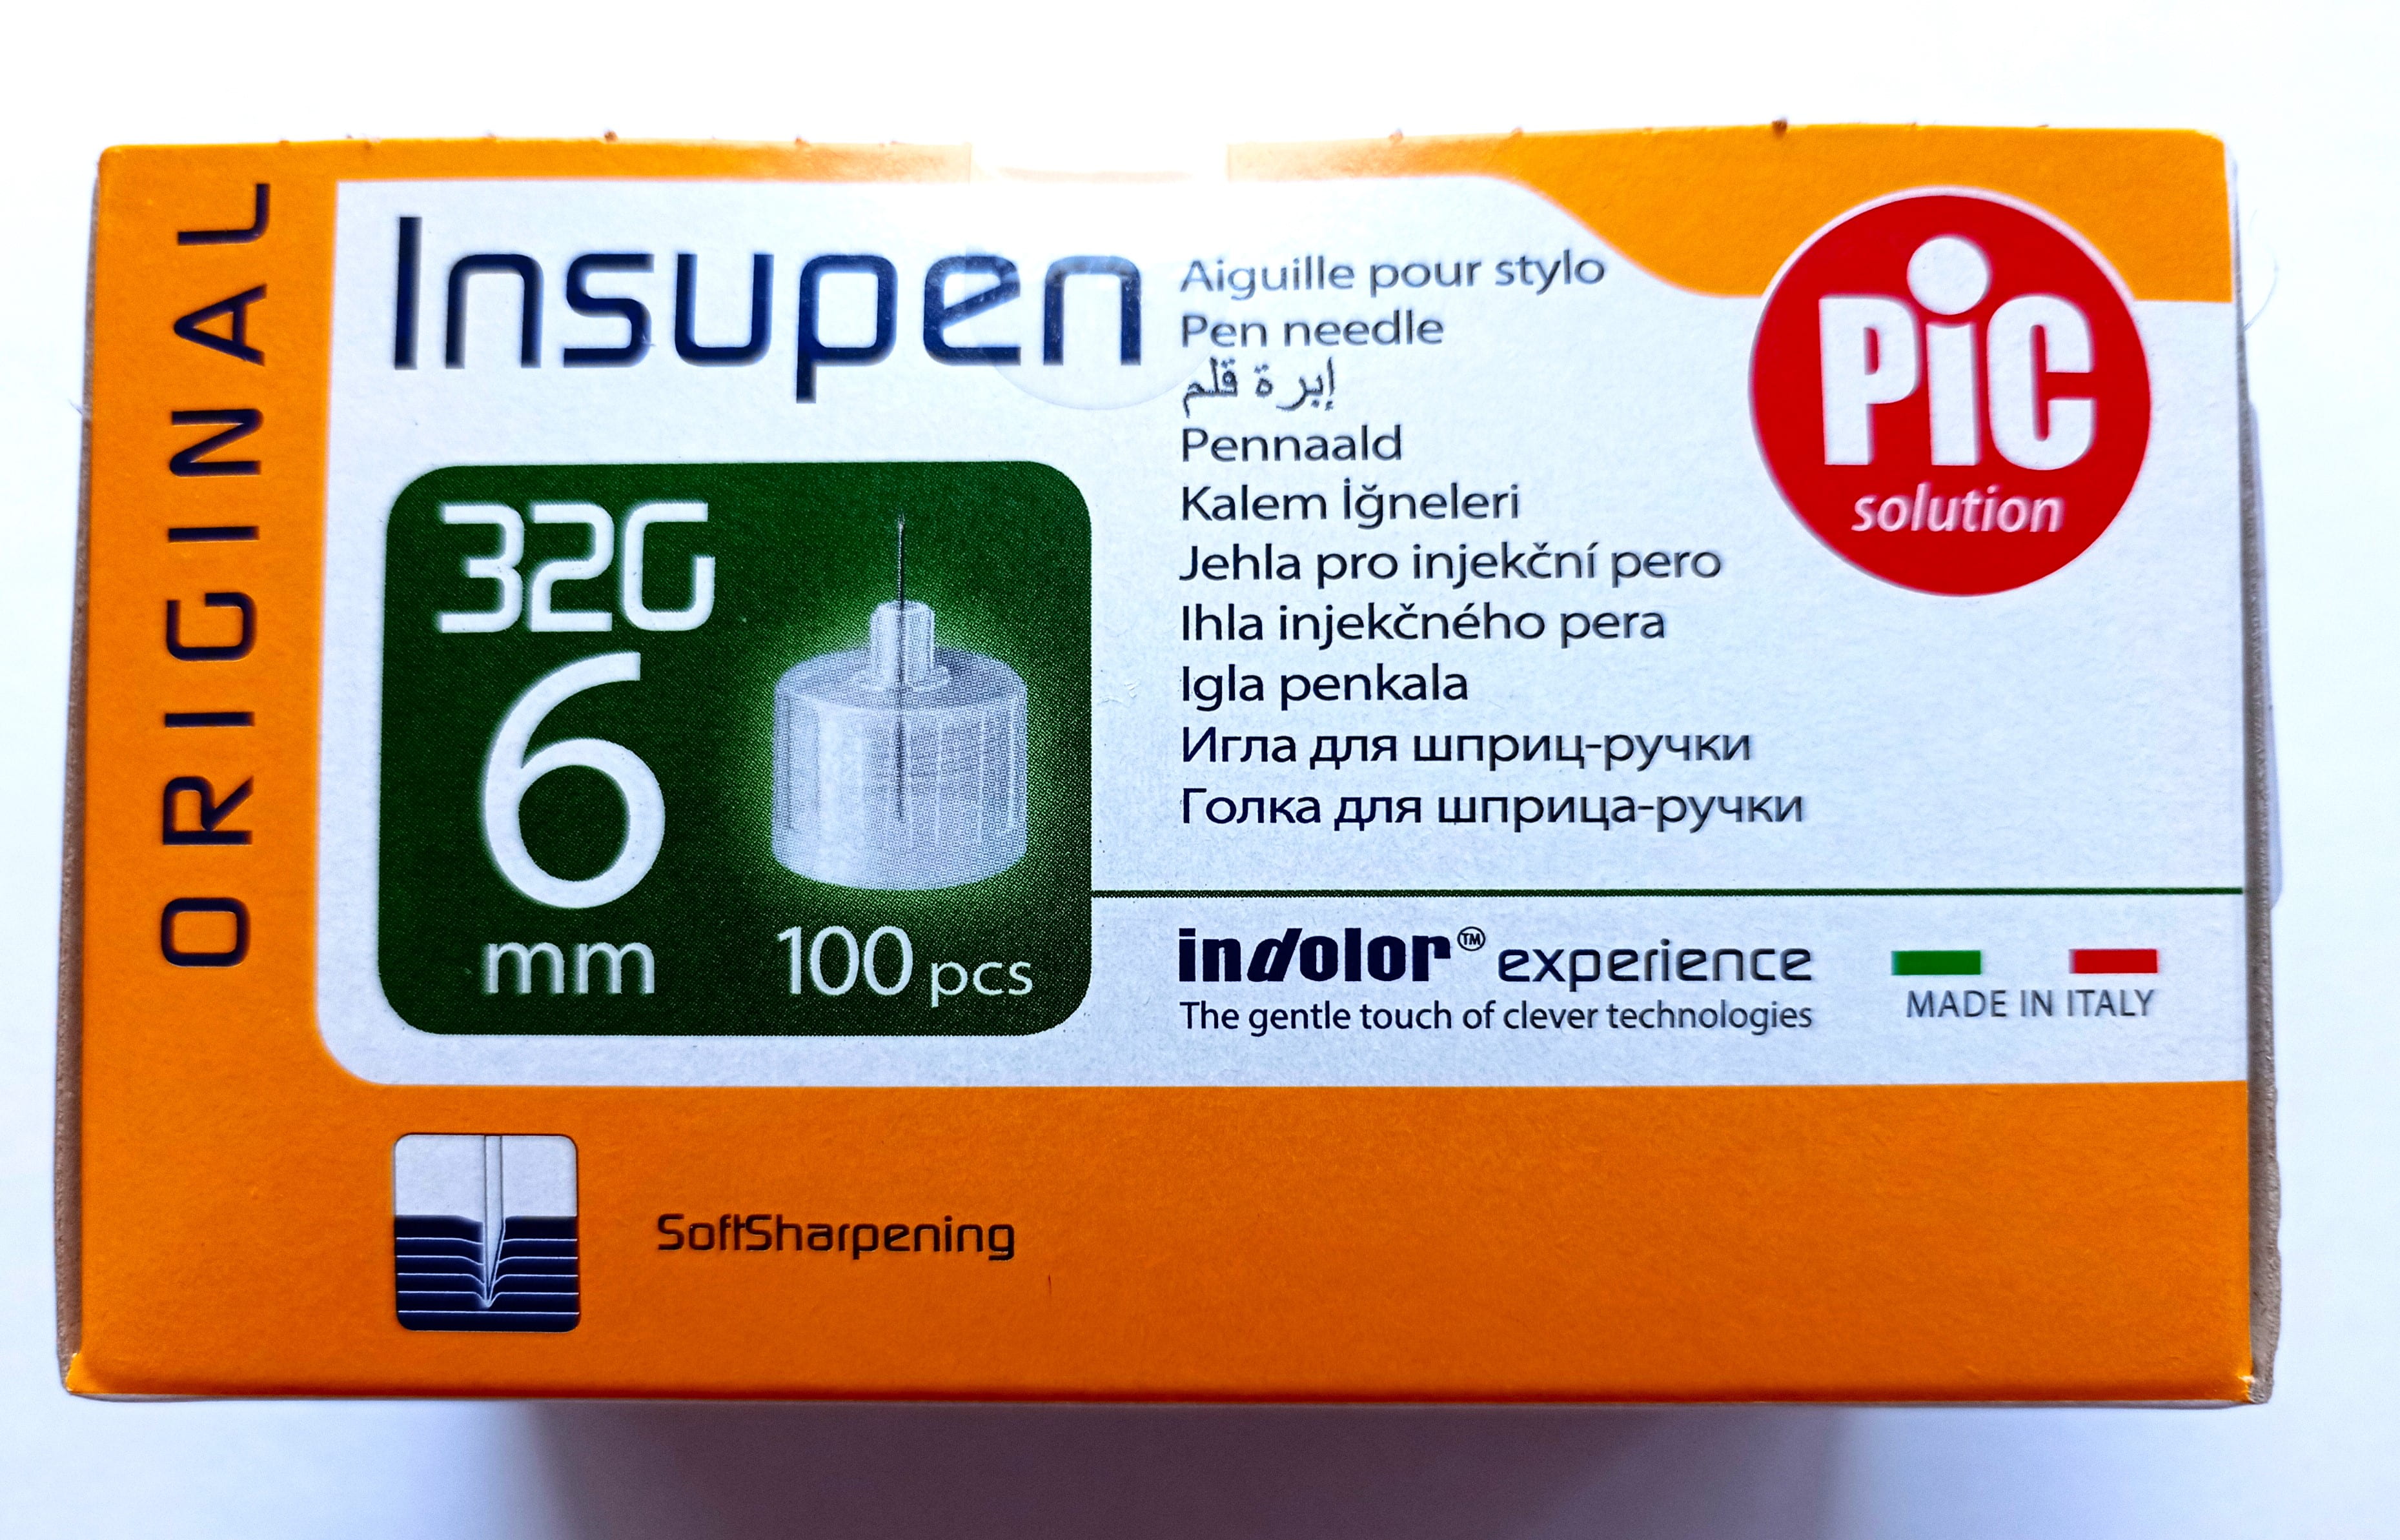 ORIGINAL
Insupen
32G
6
mm
100 pcs
Aiguille pour stylo
Pen needle
إبرة قلم
Pennaald
Kalem İğneleri
Jehla pro injekční pero
Ihla injekčného pera
Igla penkala
Игла для шприц-ручки
Голка для шприца-ручки
PiC
solution
indolor™ experience
The gentle touch of clever technologies
MADE IN ITALY
SoftSharpening